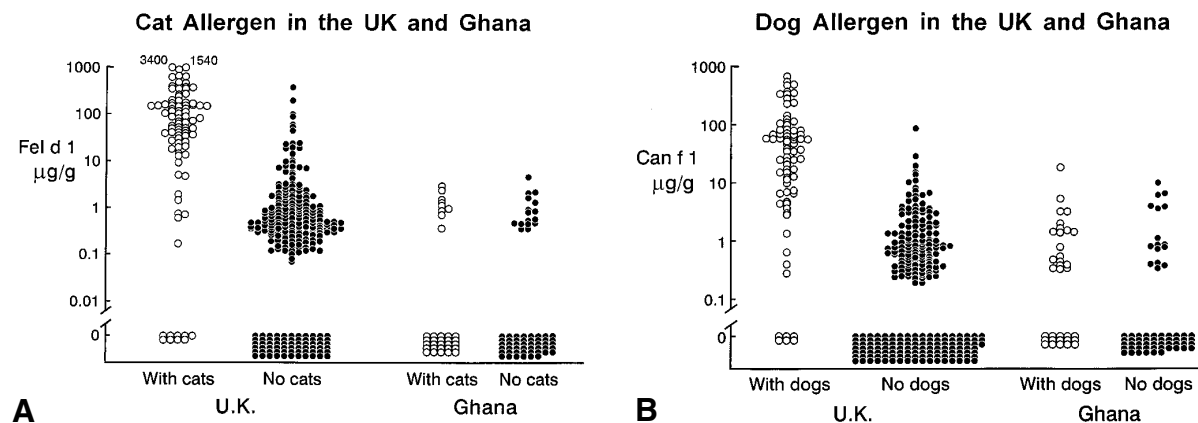 Cat Allergen in the UK and Ghana
3400 1540
1000
100
Fel d 1
10
μg/g
1
0.1
0.01
0
With cats No cats With cats No cats
U.K. Ghana
A
Dog Allergen in the UK and Ghana
1000
100
Can f 1
μg/g
10
1
0.1
0
With dogs No dogs With dogs No dogs
U.K. Ghana
B